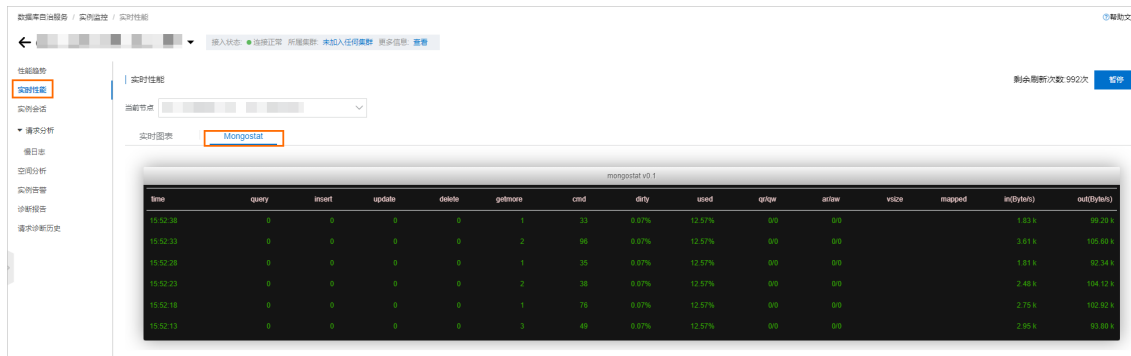 数据库自治服务 / 实例监控 / 实时性能
帮助文
接入状态: 连接正常 所属集群: 未加入任何集群 更多信息: 查看
性能趋势
实时性能
实例会话
请求分析
慢日志
空间分析
实例告警
诊断报告
请求诊断历史
实时性能
剩余刷新次数:992次 暂停
当前节点
实时图表 Mongostat
mongostat v0.1
time query insert update delete getmore cmd dirty used qr/qw ar/aw vsize mapped in(Byte/s) out(Byte/s)
15:52:38 0 0 0 0 1 33 0.07% 12.57% 0/0 0/0 1.83 k 99.20 k
15:52:33 0 0 0 0 2 96 0.07% 12.57% 0/0 0/0 3.61 k 105.60 k
15:52:28 0 0 0 0 1 35 0.07% 12.57% 0/0 0/0 1.81 k 92.34 k
15:52:23 0 0 0 0 2 38 0.07% 12.57% 0/0 0/0 2.48 k 104.12 k
15:52:18 0 0 0 0 1 76 0.07% 12.57% 0/0 0/0 2.75 k 102.92 k
15:52:13 0 0 0 0 3 49 0.07% 12.57% 0/0 0/0 2.95 k 93.80 k